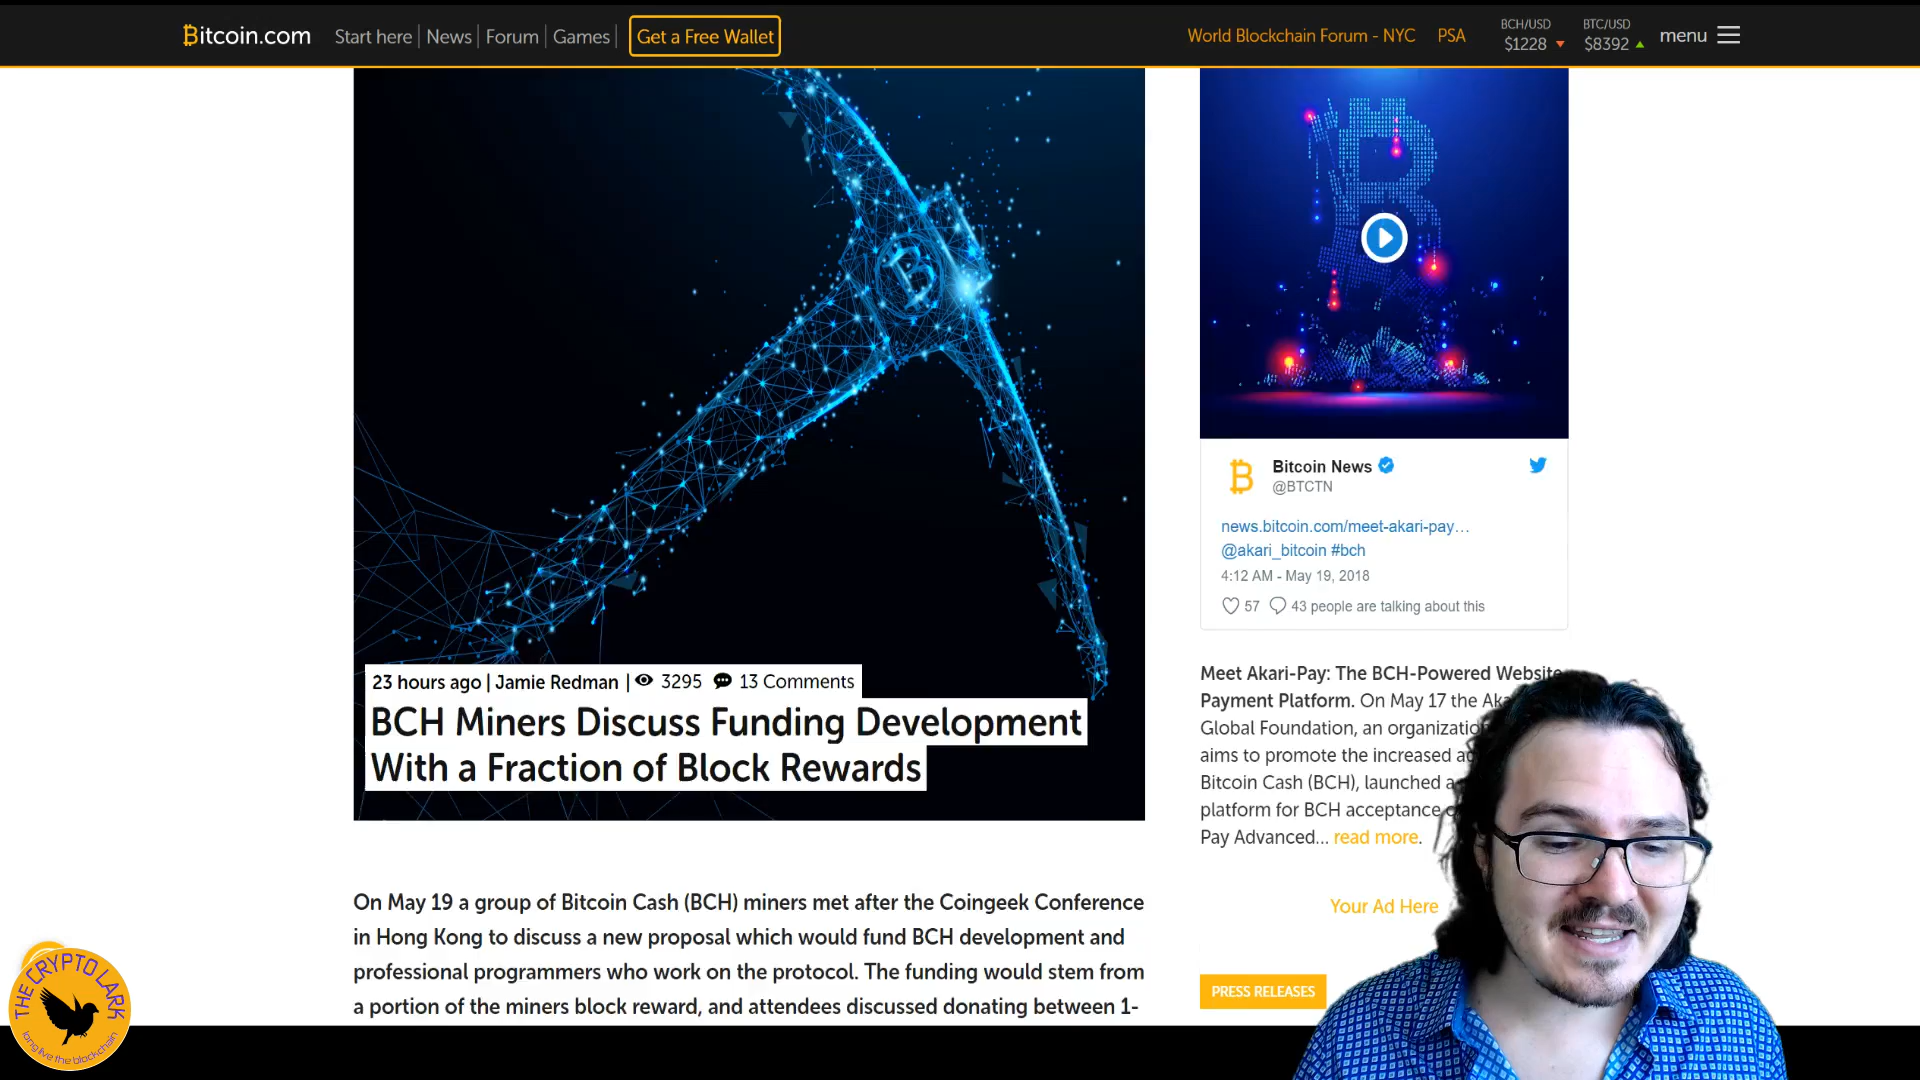 Bitcoin.com
Start here
News
Forum
Games
Get a Free Wallet
World Blockchain Forum - NYC
PSA
BCH/USD
$1228
BTC/USD
$8392
menu
23 hours ago | Jamie Redman | 3295 13 Comments
BCH Miners Discuss Funding Development
With a Fraction of Block Rewards
On May 19 a group of Bitcoin Cash (BCH) miners met after the Coingeek Conference
in Hong Kong to discuss a new proposal which would fund BCH development and
professional programmers who work on the protocol. The funding would stem from
a portion of the miners block reward, and attendees discussed donating between 1-
Bitcoin News
@BTCTN
news.bitcoin.com/meet-akari-pay…
@akari_bitcoin #bch
4:12 AM - May 19, 2018
57
43 people are talking about this
Meet Akari-Pay: The BCH-Powered Website
Payment Platform. On May 17 the
Global Foundation, an
aims to promote the increased
Bitcoin Cash (BCH), launched
platform for BCH acceptance
Pay Advanced... read more.
Your Ad Here
PRESS RELEASES
THE CRYPTO LARK
long live the blockchain